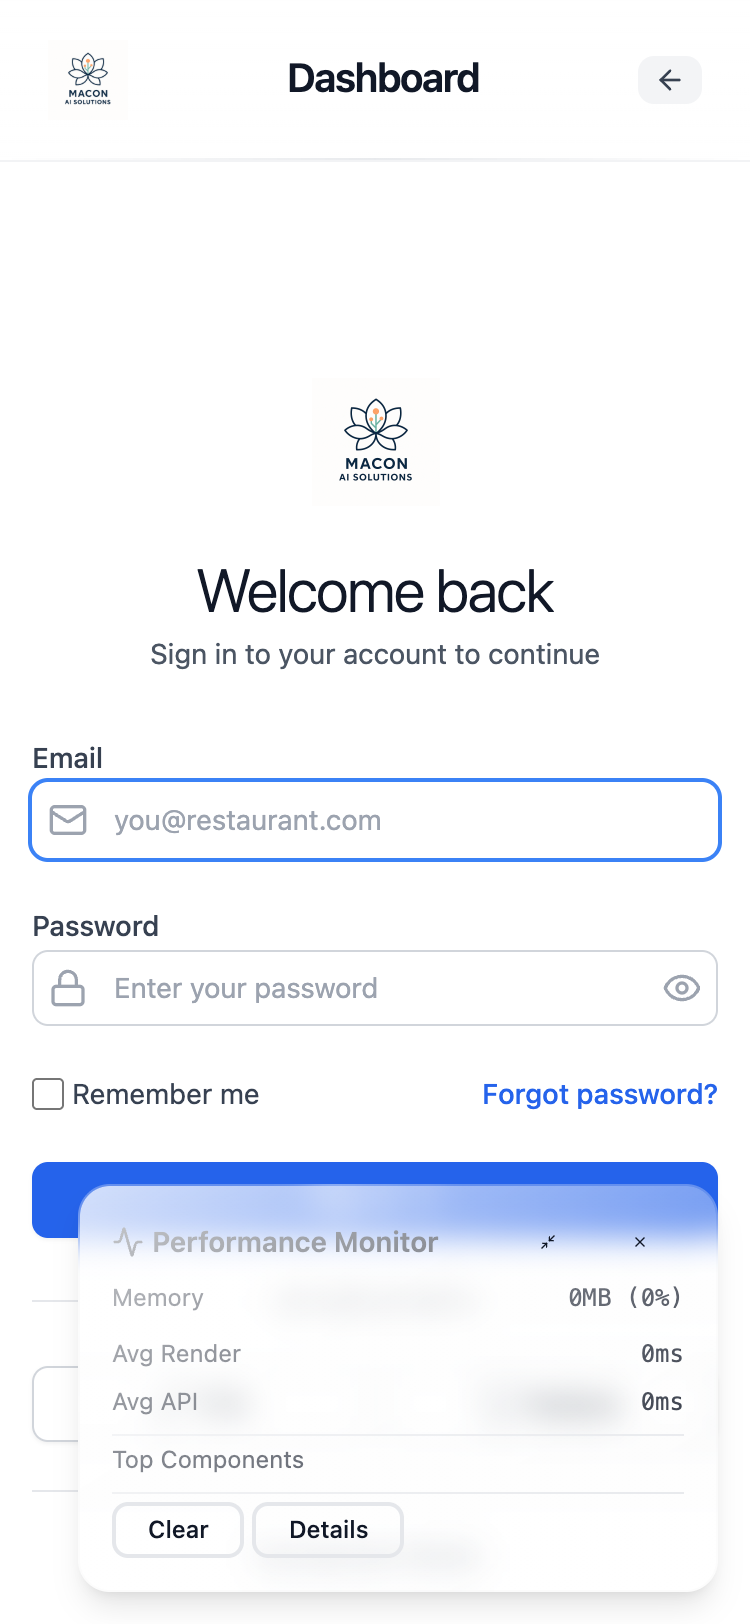 MACON
AI SOLUTIONS
Dashboard
MACON
AI SOLUTIONS
Welcome back
Sign in to your account to continue
Email
you@restaurant.com
Password
Enter your password
Remember me
Forgot password?
Performance Monitor
Memory
0MB (0%)
Avg Render
0ms
Avg API
0ms
Top Components
Clear
Details